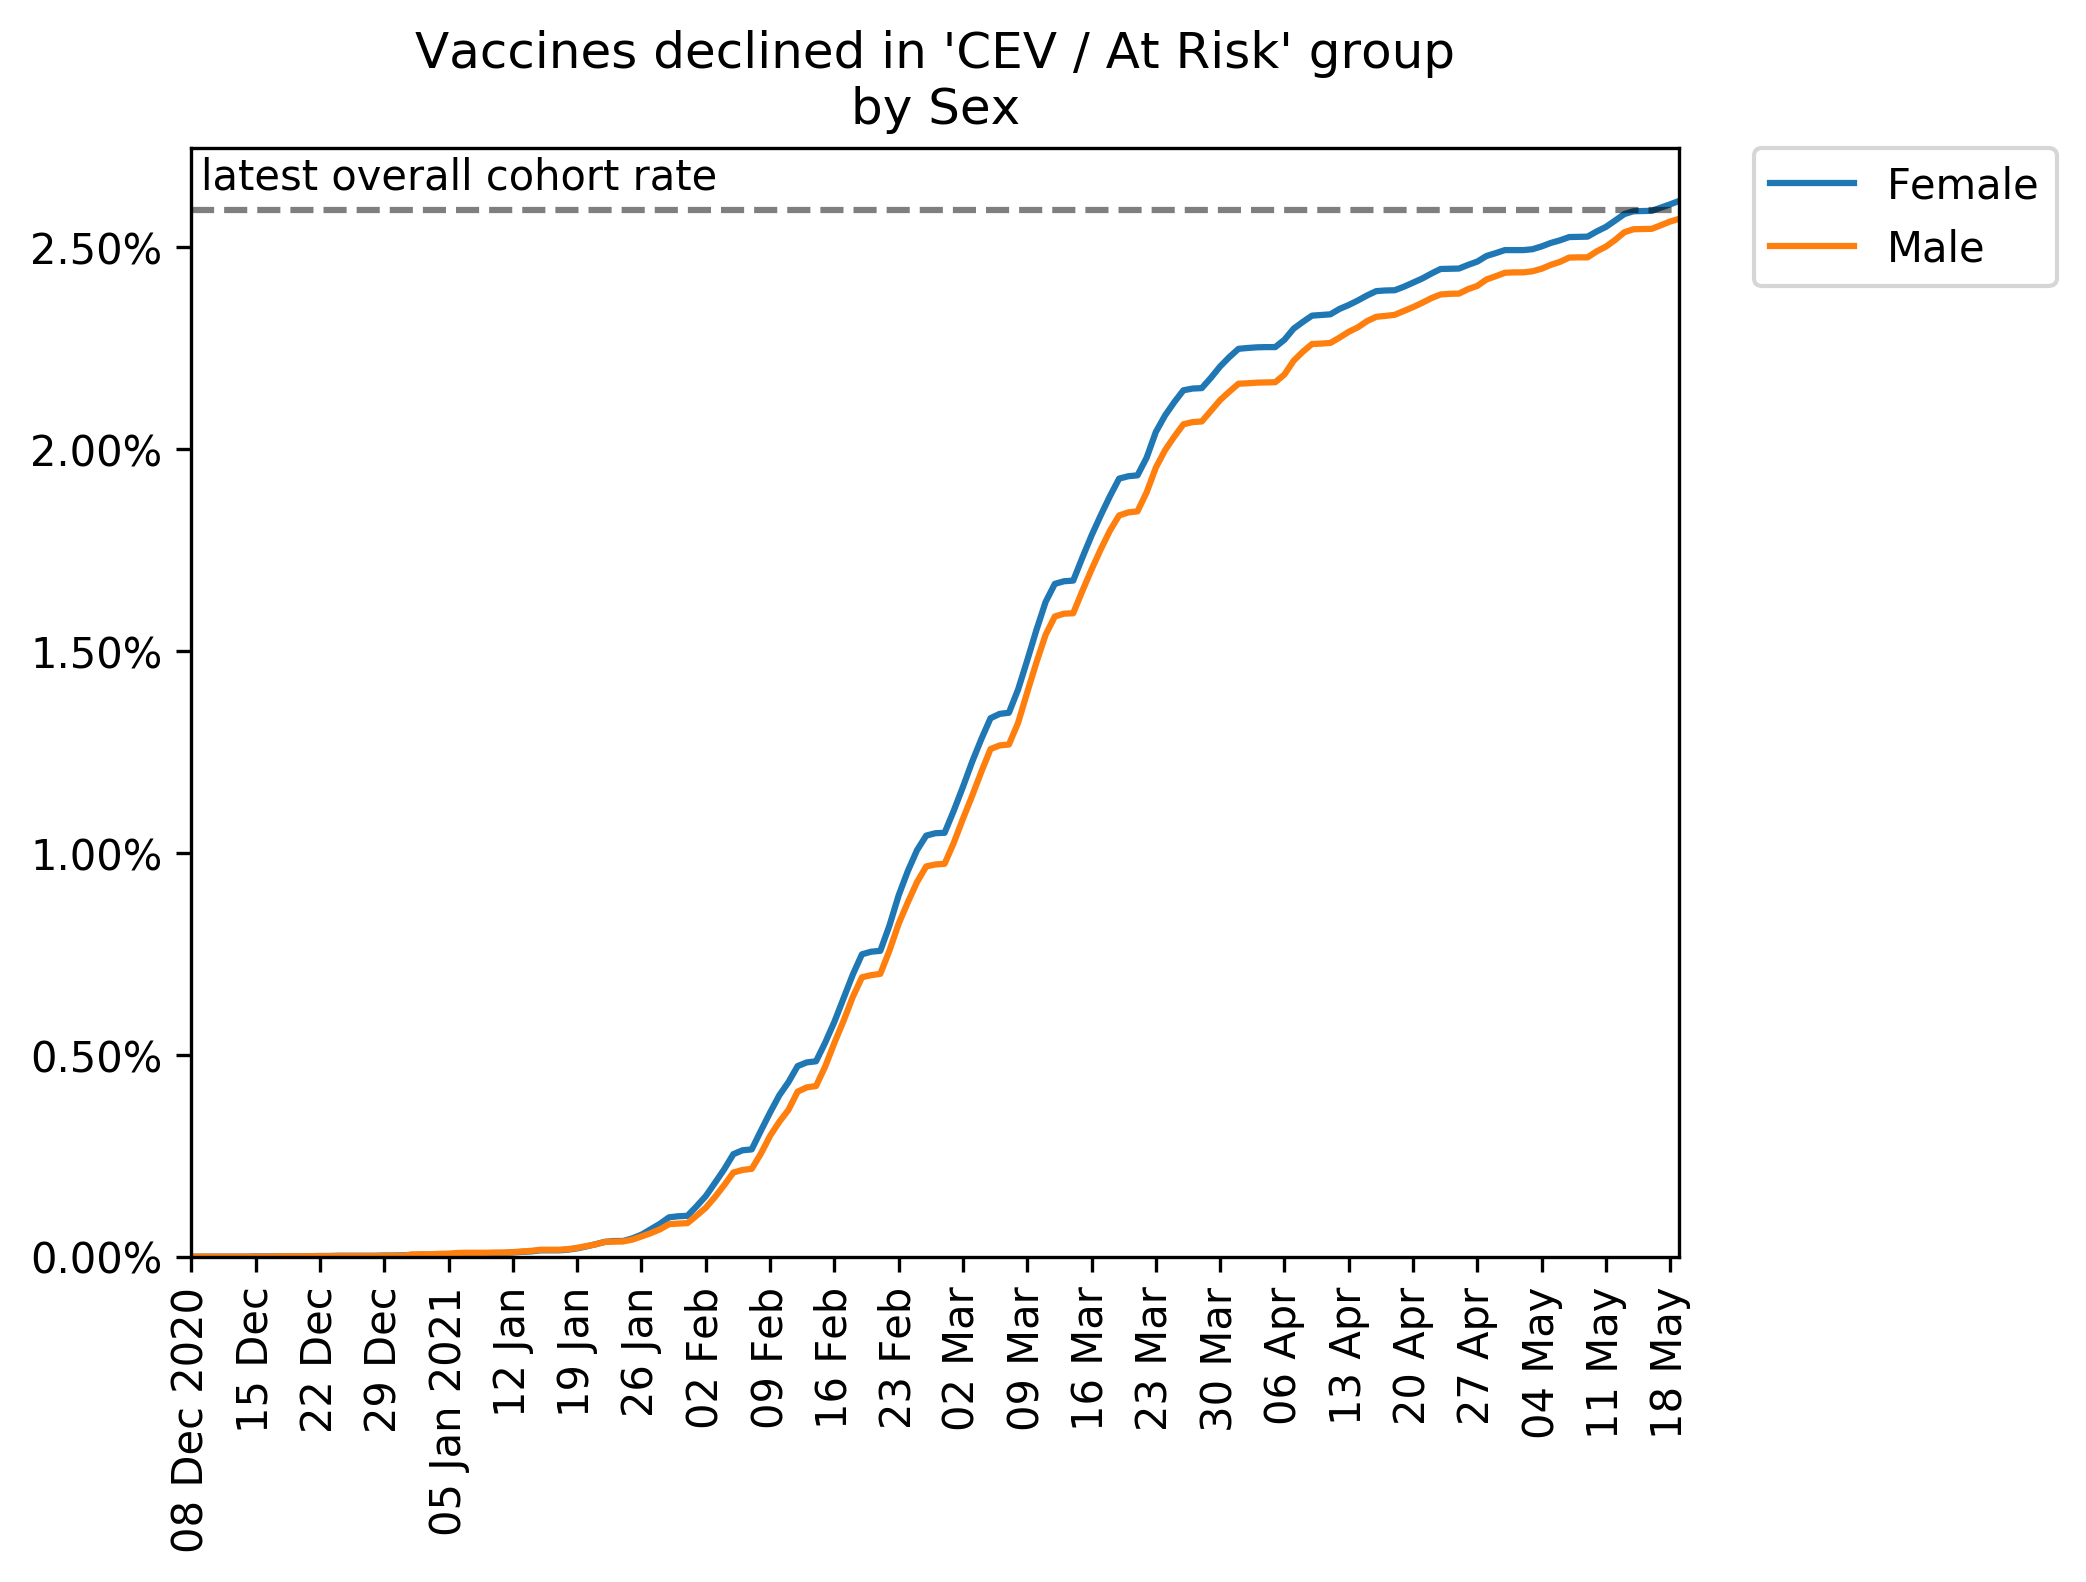 Vaccines declined in 'CEV / At Risk' group
by Sex
latest overall cohort rate
Female
Male
2.50%
2.00%
1.50%
1.00%
0.50%
0.00%
08 Dec 2020
15 Dec
22 Dec
29 Dec
05 Jan 2021
12 Jan
19 Jan
26 Jan
02 Feb
09 Feb
16 Feb
23 Feb
02 Mar
09 Mar
16 Mar
23 Mar
30 Mar
06 Apr
13 Apr
20 Apr
27 Apr
04 May
11 May
18 May